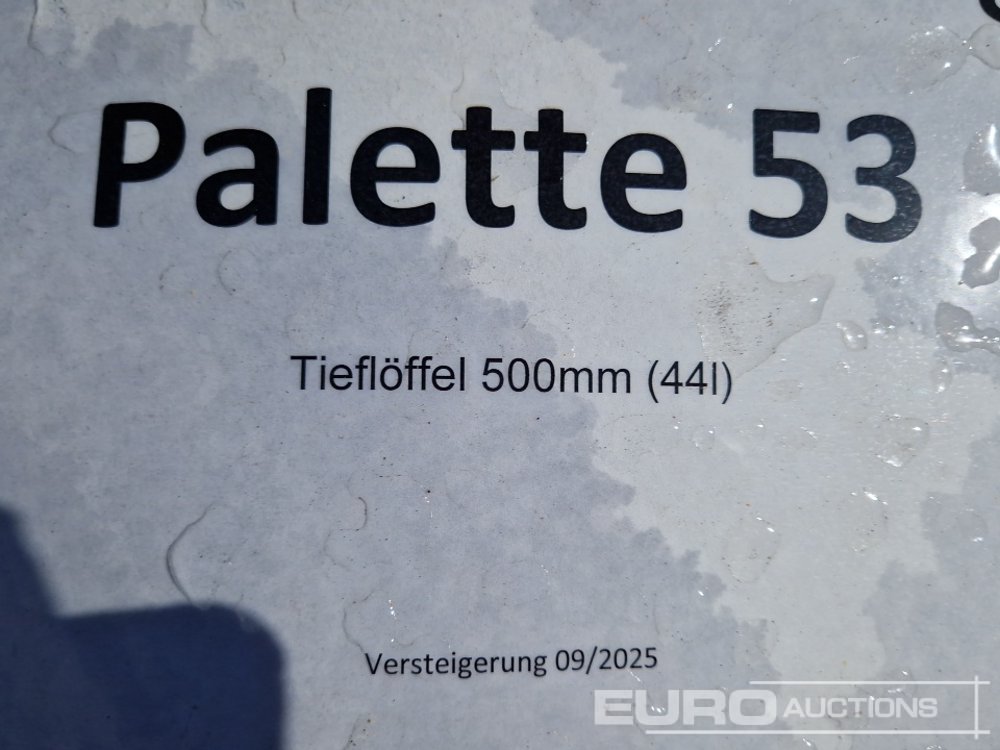 Palette 53
Tieflöffel 500mm (44l)
Versteigerung 09/2025
EURO AUCTIONS